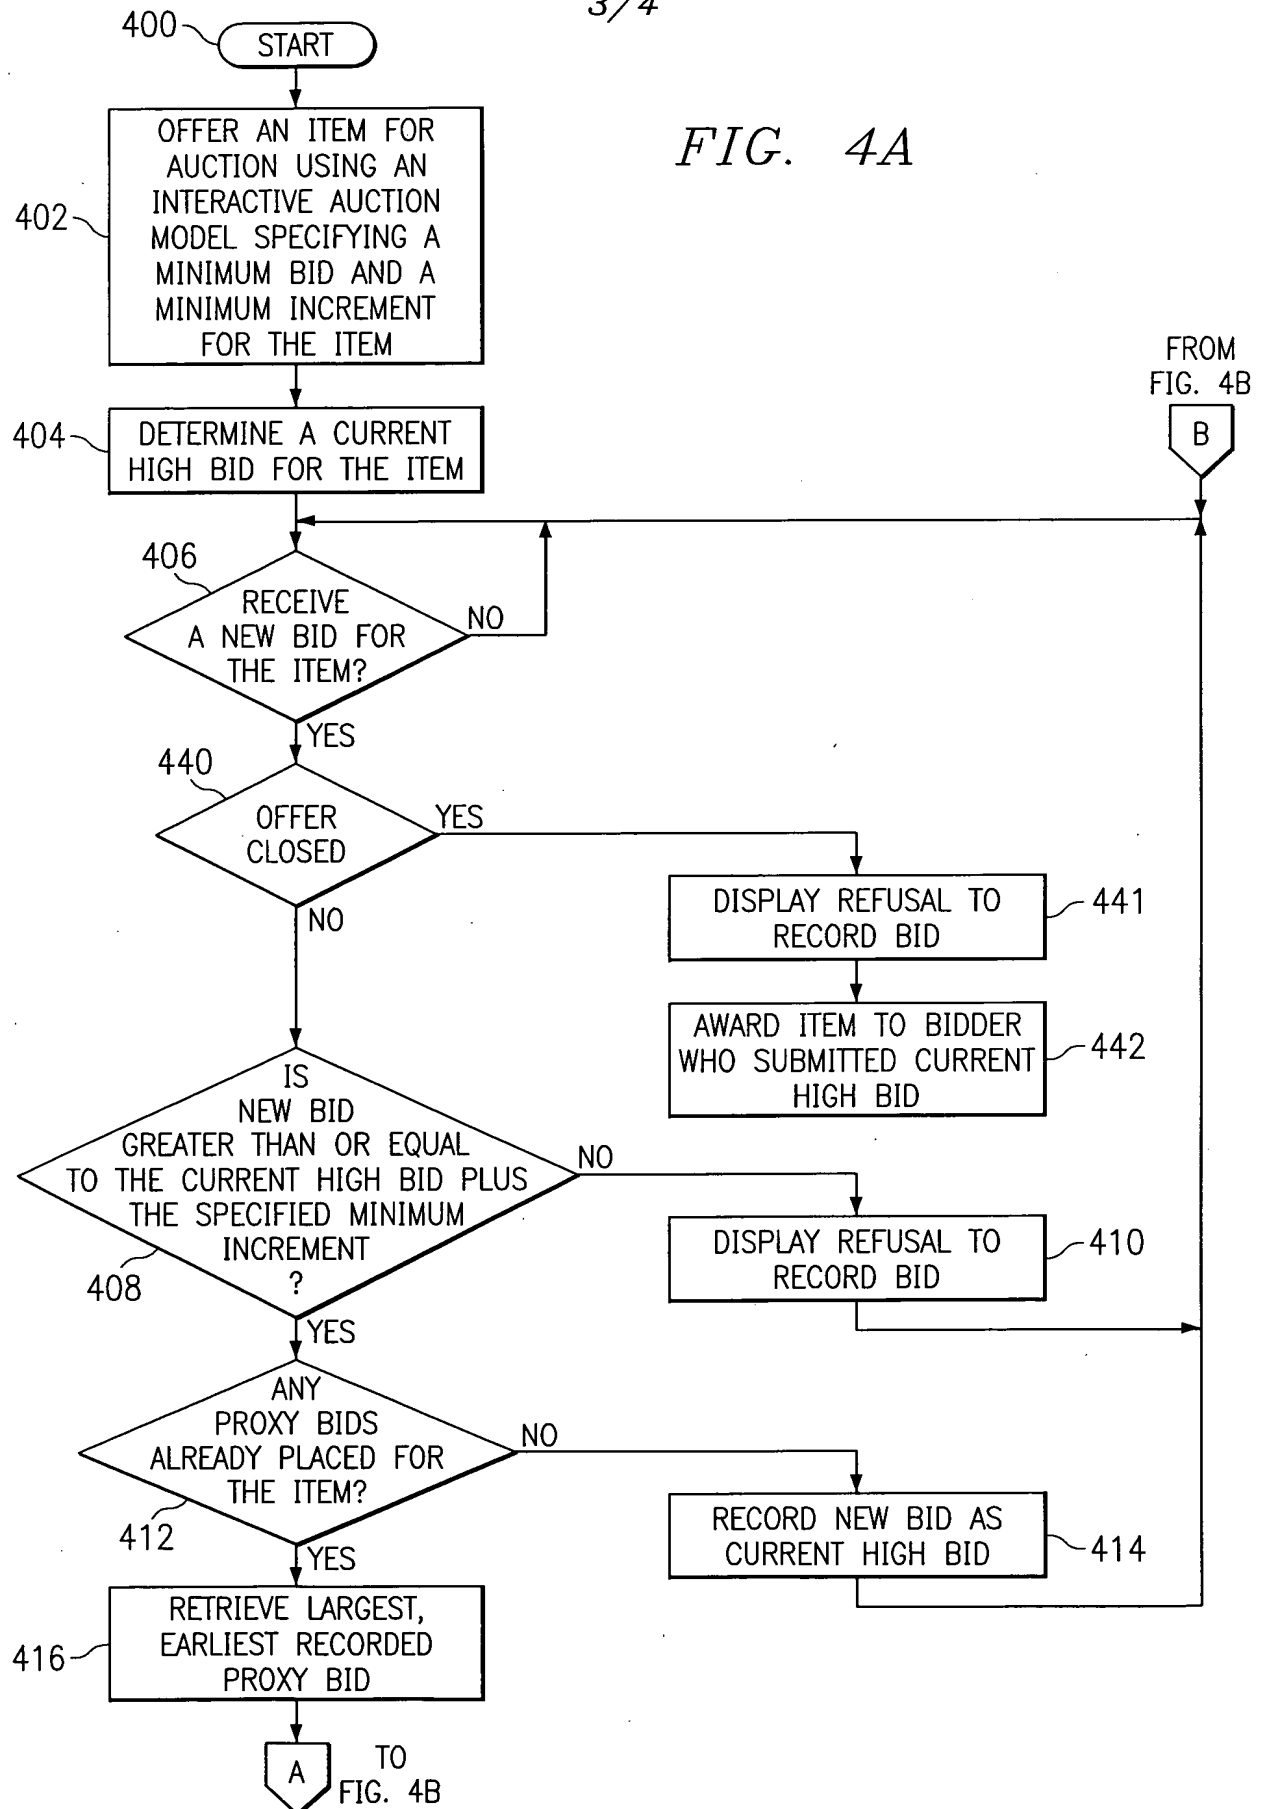 3/4
400
START
FIG. 4A
402
OFFER AN ITEM FOR
AUCTION USING AN
INTERACTIVE AUCTION
MODEL SPECIFYING A
MINIMUM BID AND A
MINIMUM INCREMENT
FOR THE ITEM
FROM
FIG. 4B
B
404
DETERMINE A CURRENT
HIGH BID FOR THE ITEM
406
RECEIVE
A NEW BID FOR
THE ITEM?
NO
YES
440
OFFER
CLOSED
YES
NO
DISPLAY REFUSAL TO
RECORD BID
441
AWARD ITEM TO BIDDER
WHO SUBMITTED CURRENT
HIGH BID
442
IS
NEW BID
GREATER THAN OR EQUAL
TO THE CURRENT HIGH BID PLUS
THE SPECIFIED MINIMUM
INCREMENT
?
408
NO
YES
DISPLAY REFUSAL TO
RECORD BID
410
ANY
PROXY BIDS
ALREADY PLACED FOR
THE ITEM?
412
NO
YES
RECORD NEW BID AS
CURRENT HIGH BID
414
416
RETRIEVE LARGEST,
EARLIEST RECORDED
PROXY BID
A
TO
FIG. 4B